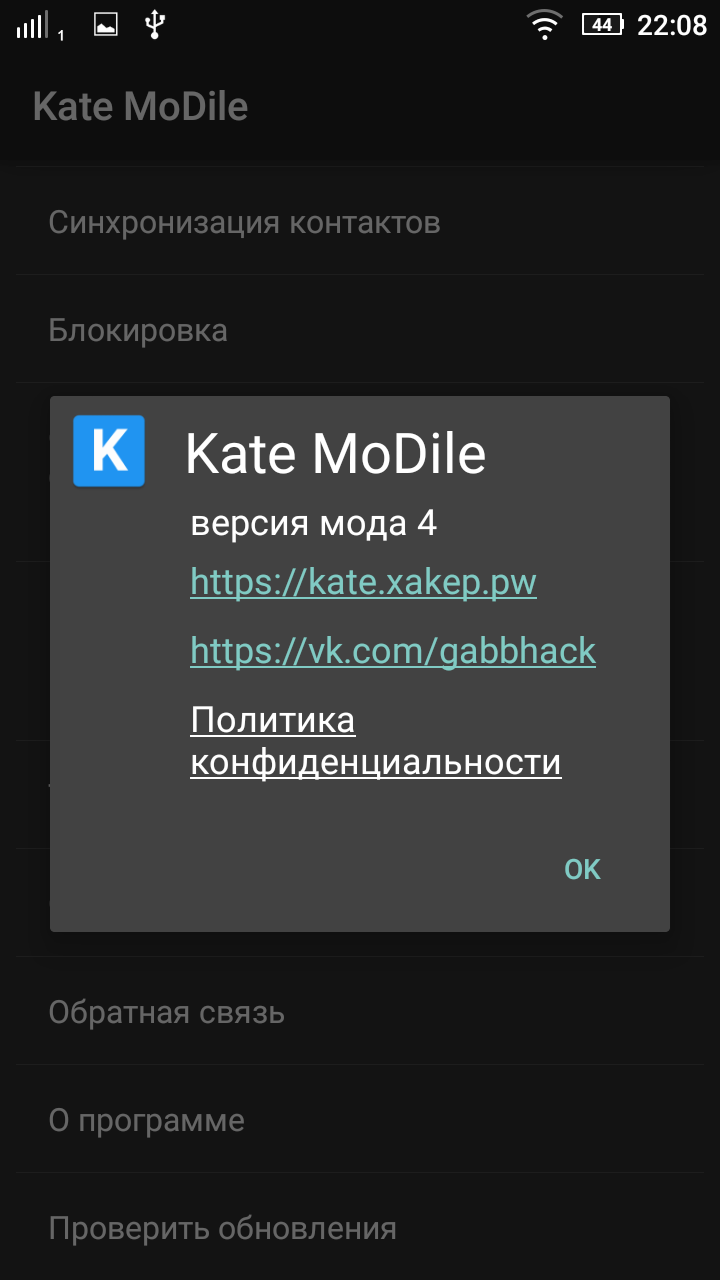 1
44 22:08
Kate MoDile
Синхронизация контактов
Блокировка
K Kate MoDile
версия мода 4
https://kate.xakep.pw
https://vk.com/gabbhack
Политика
конфиденциальности
OK
Обратная связь
О программе
Проверить обновления